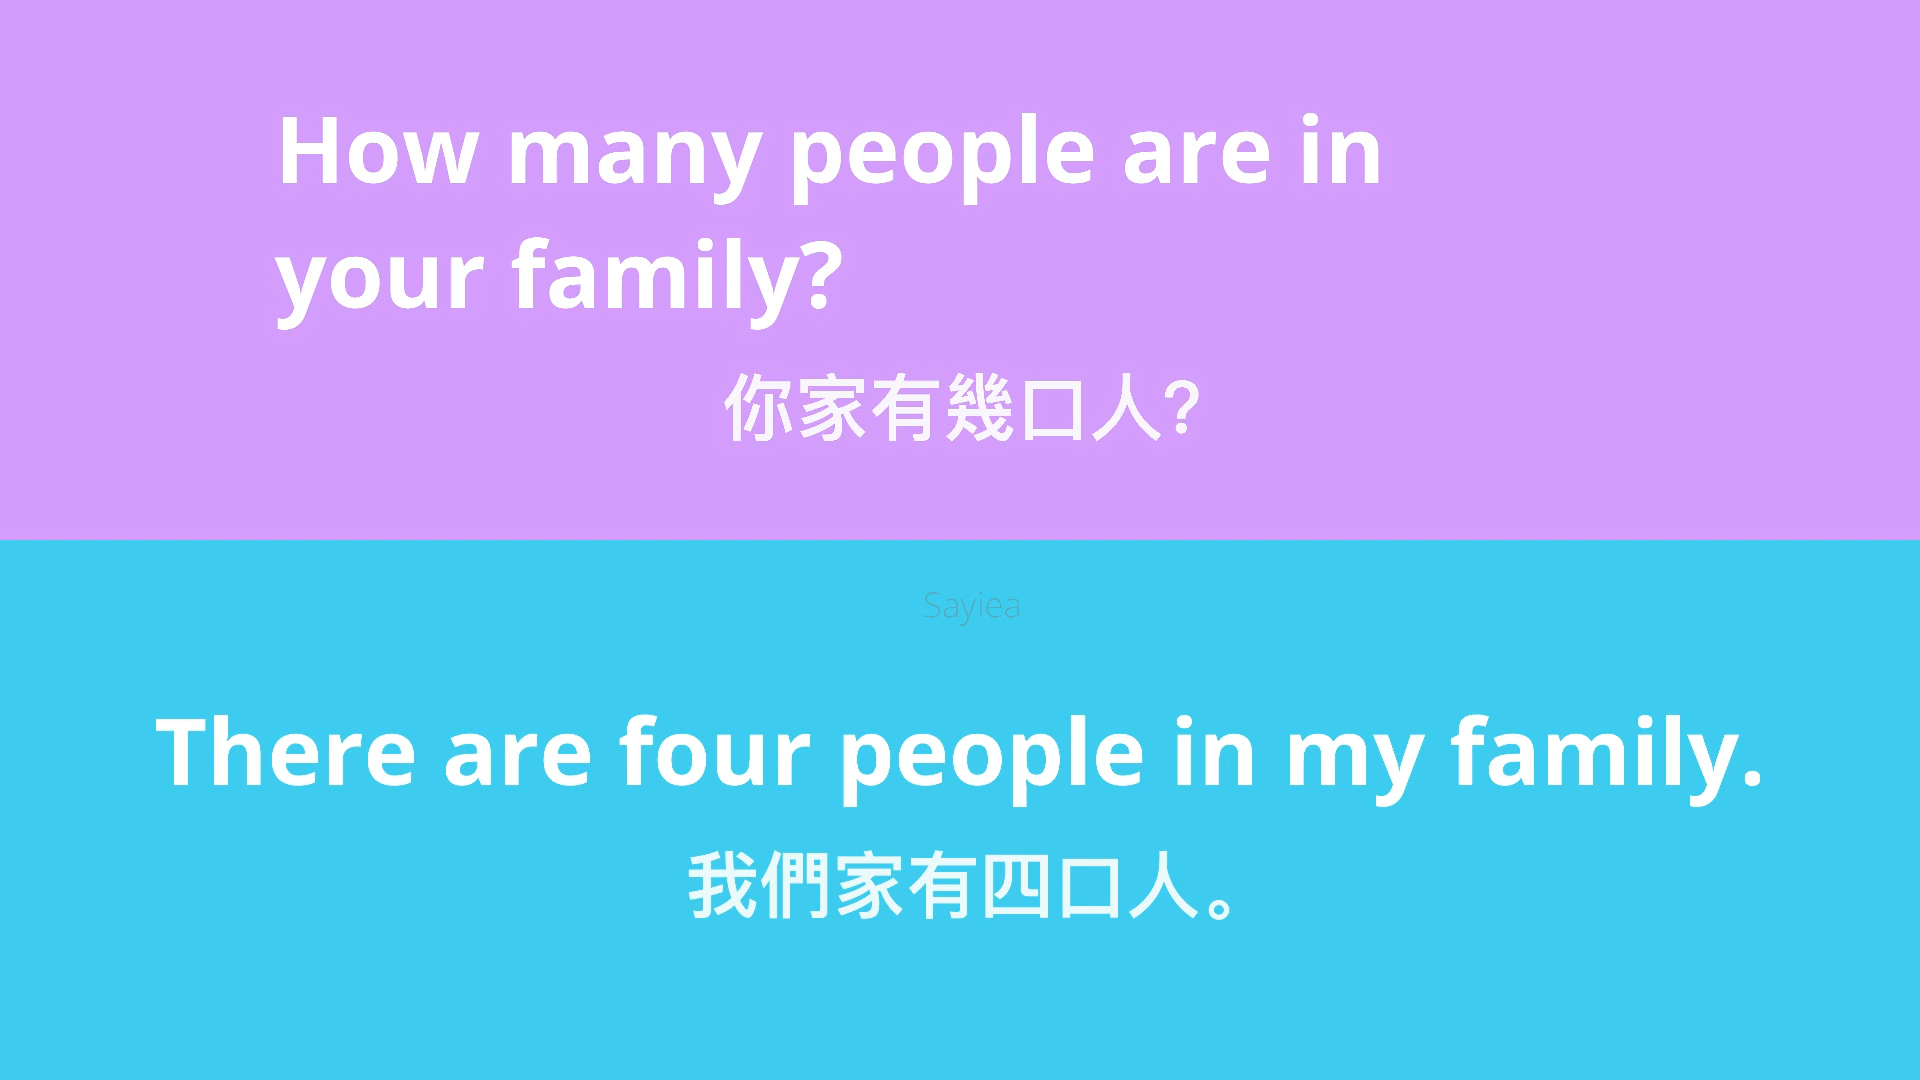 How many people are in
your family?
你家有幾口人?
Sayiea
There are four people in my family.
我們家有四口人。